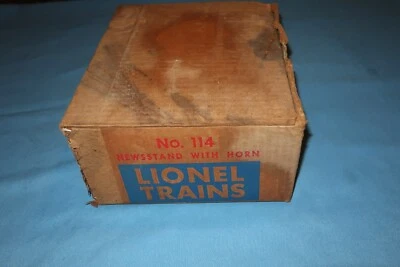 No. 114
NEWSSTAND WITH HORN
LIONEL
TRAINS